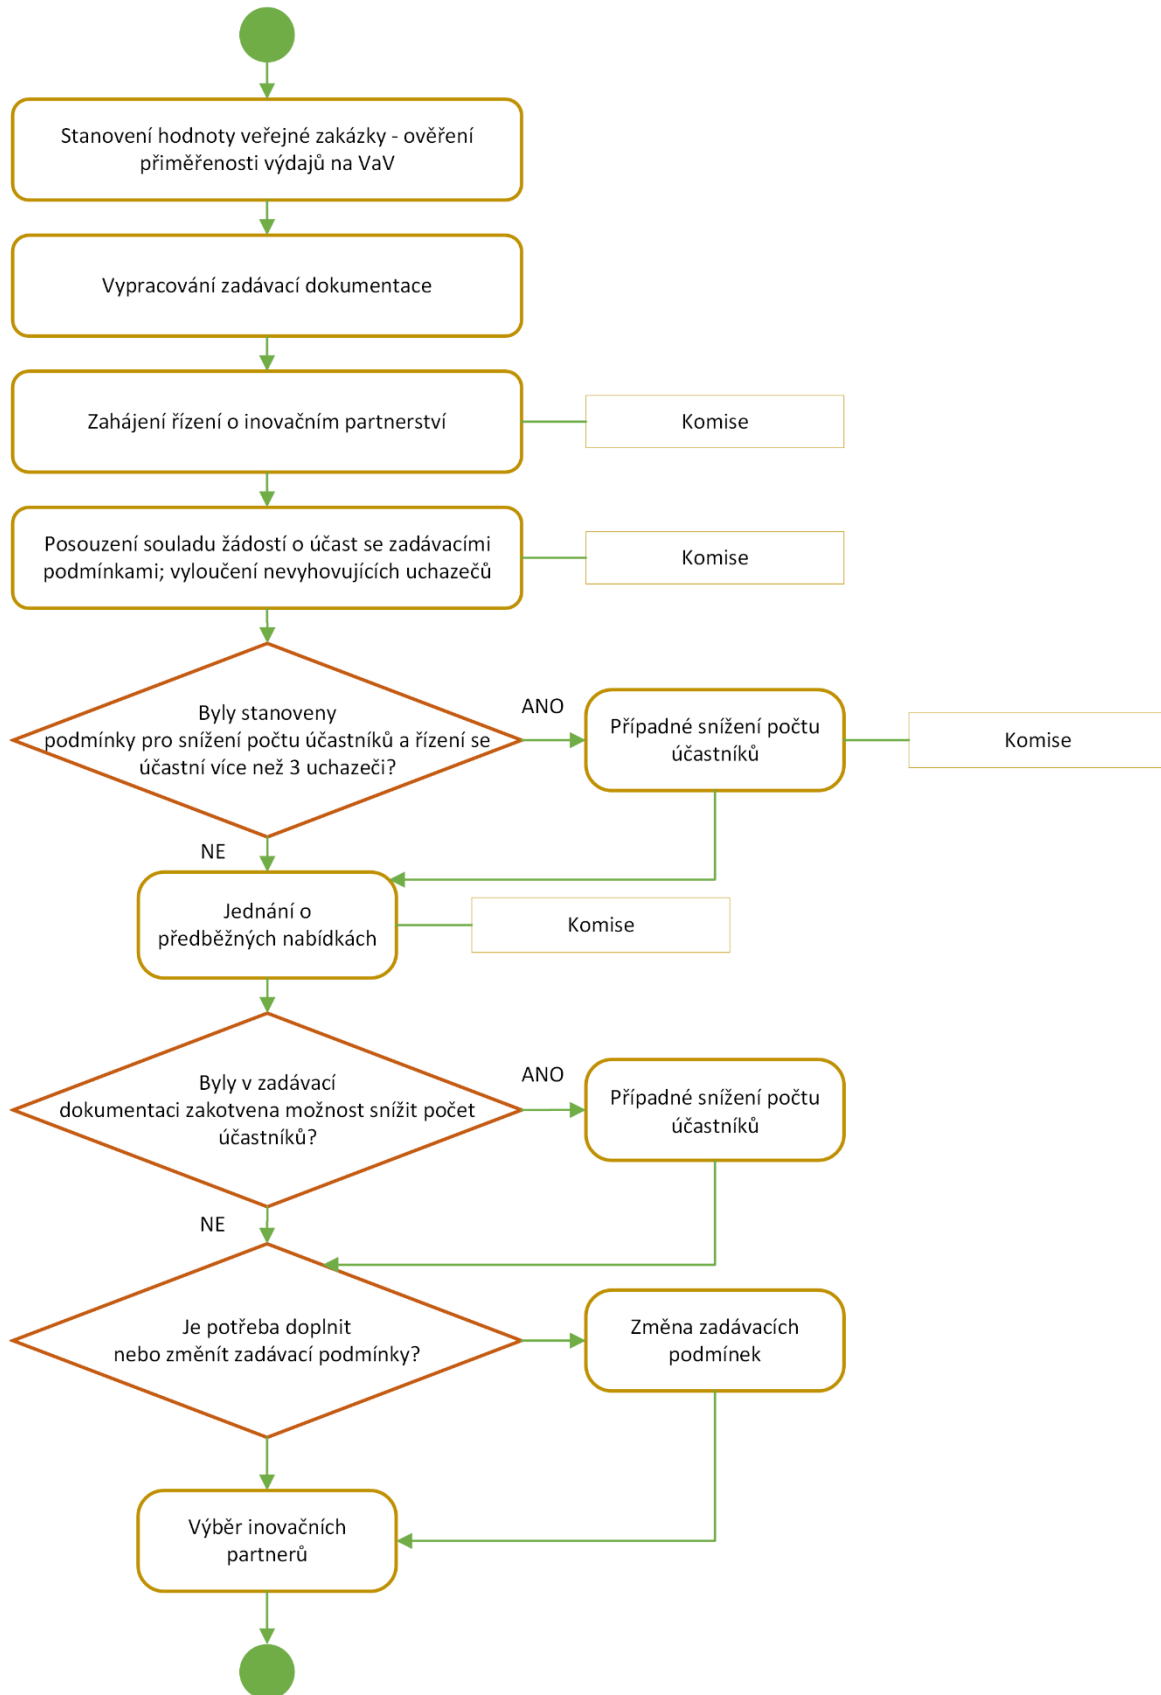 Stanovení hodnoty veřejné zakázky - ověření
přiměřenosti výdajů na VaV
Vypracování zadávací dokumentace
Zahájení řízení o inovačním partnerství
Komise
Posouzení souladu žádostí o účast se zadávacími
podmínkami; vyloučení nevyhovujících uchazečů
Komise
Byly stanoveny
podmínky pro snížení počtu účastníků a řízení se
účastní více než 3 uchazeči?
ANO
Případné snížení počtu
účastníků
Komise
NE
Jednání o
předběžných nabídkách
Komise
Byly v zadávací
dokumentaci zakotvena možnost snížit počet
účastníků?
ANO
Případné snížení počtu
účastníků
NE
Je potřeba doplnit
nebo změnít zadávací podmínky?
Změna zadávacích
podmínek
Výběr inovačních
partnerů